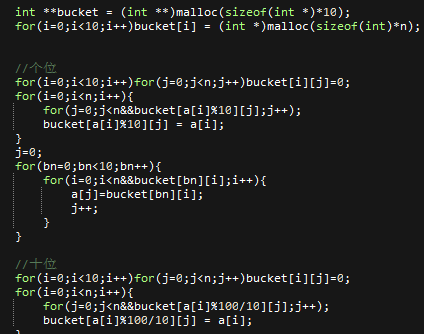 int **bucket = (int **)malloc(sizeof(int *)*10);
for(i=0;i<10;i++)bucket[i] = (int *)malloc(sizeof(int)*n);
//个位
for(i=0;i<10;i++)for(j=0;j<n;j++)bucket[i][j]=0;
for(i=0;i<n;i++){
for(j=0;j<n&&bucket[a[i]%10][j];j++);
bucket[a[i]%10][j] = a[i];
}
j=0;
for(bn=0;bn<10;bn++){
for(i=0;i<n&&bucket[bn][i];i++){
a[j]=bucket[bn][i];
j++;
}
}
//十位
for(i=0;i<10;i++)for(j=0;j<n;j++)bucket[i][j]=0;
for(i=0;i<n;i++){
for(j=0;j<n&&bucket[a[i]%100/10][j];j++);
bucket[a[i]%100/10][j] = a[i];